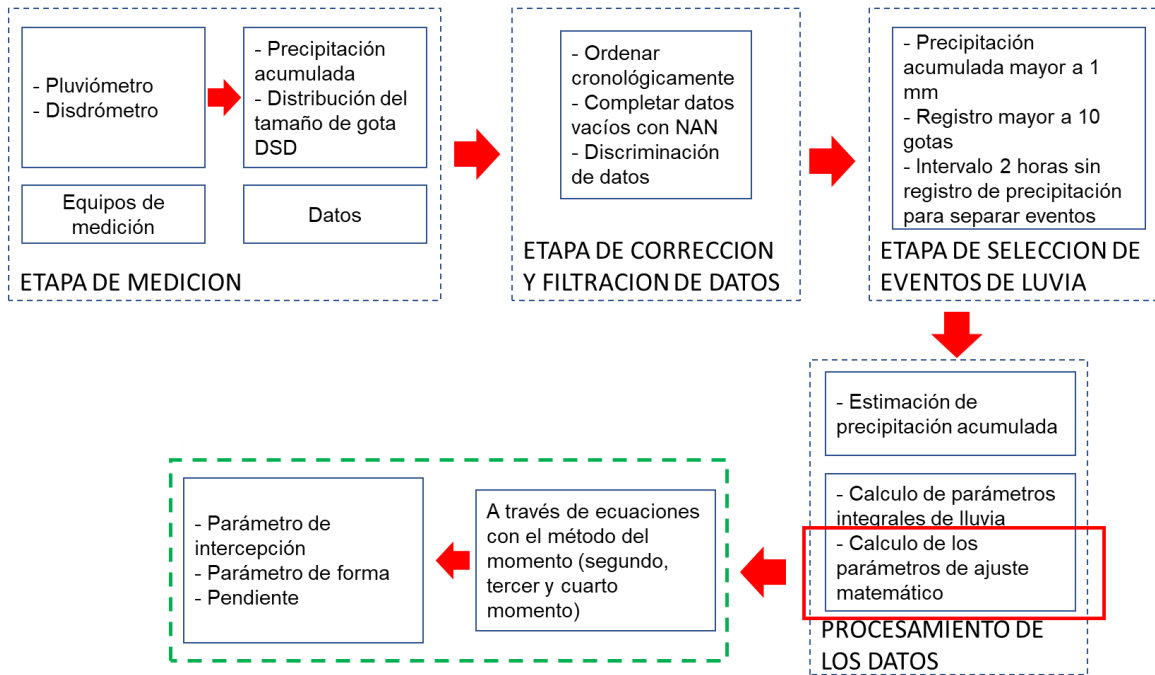 - Pluviómetro
- Disdrómetro
- Precipitación
acumulada
- Distribución del
tamaño de gota
DSD
Equipos de
medición
Datos
ETAPA DE MEDICION
- Ordenar
cronológicamente
- Completar datos
vacíos con NAN
- Discriminación
de datos
ETAPA DE CORRECCION
Y FILTRACION DE DATOS
- Precipitación
acumulada mayor a 1
mm
- Registro mayor a 10
gotas
- Intervalo 2 horas sin
registro de precipitación
para separar eventos
ETAPA DE SELECCION DE
EVENTOS DE LUVIA
- Estimación de
precipitación acumulada
- Calculo de parámetros
integrales de lluvia
- Calculo de los
parámetros de ajuste
matemático
PROCESAMIENTO DE
LOS DATOS
A través de ecuaciones
con el método del
momento (segundo,
tercer y cuarto
momento)
- Parámetro de
intercepción
- Parámetro de forma
- Pendiente